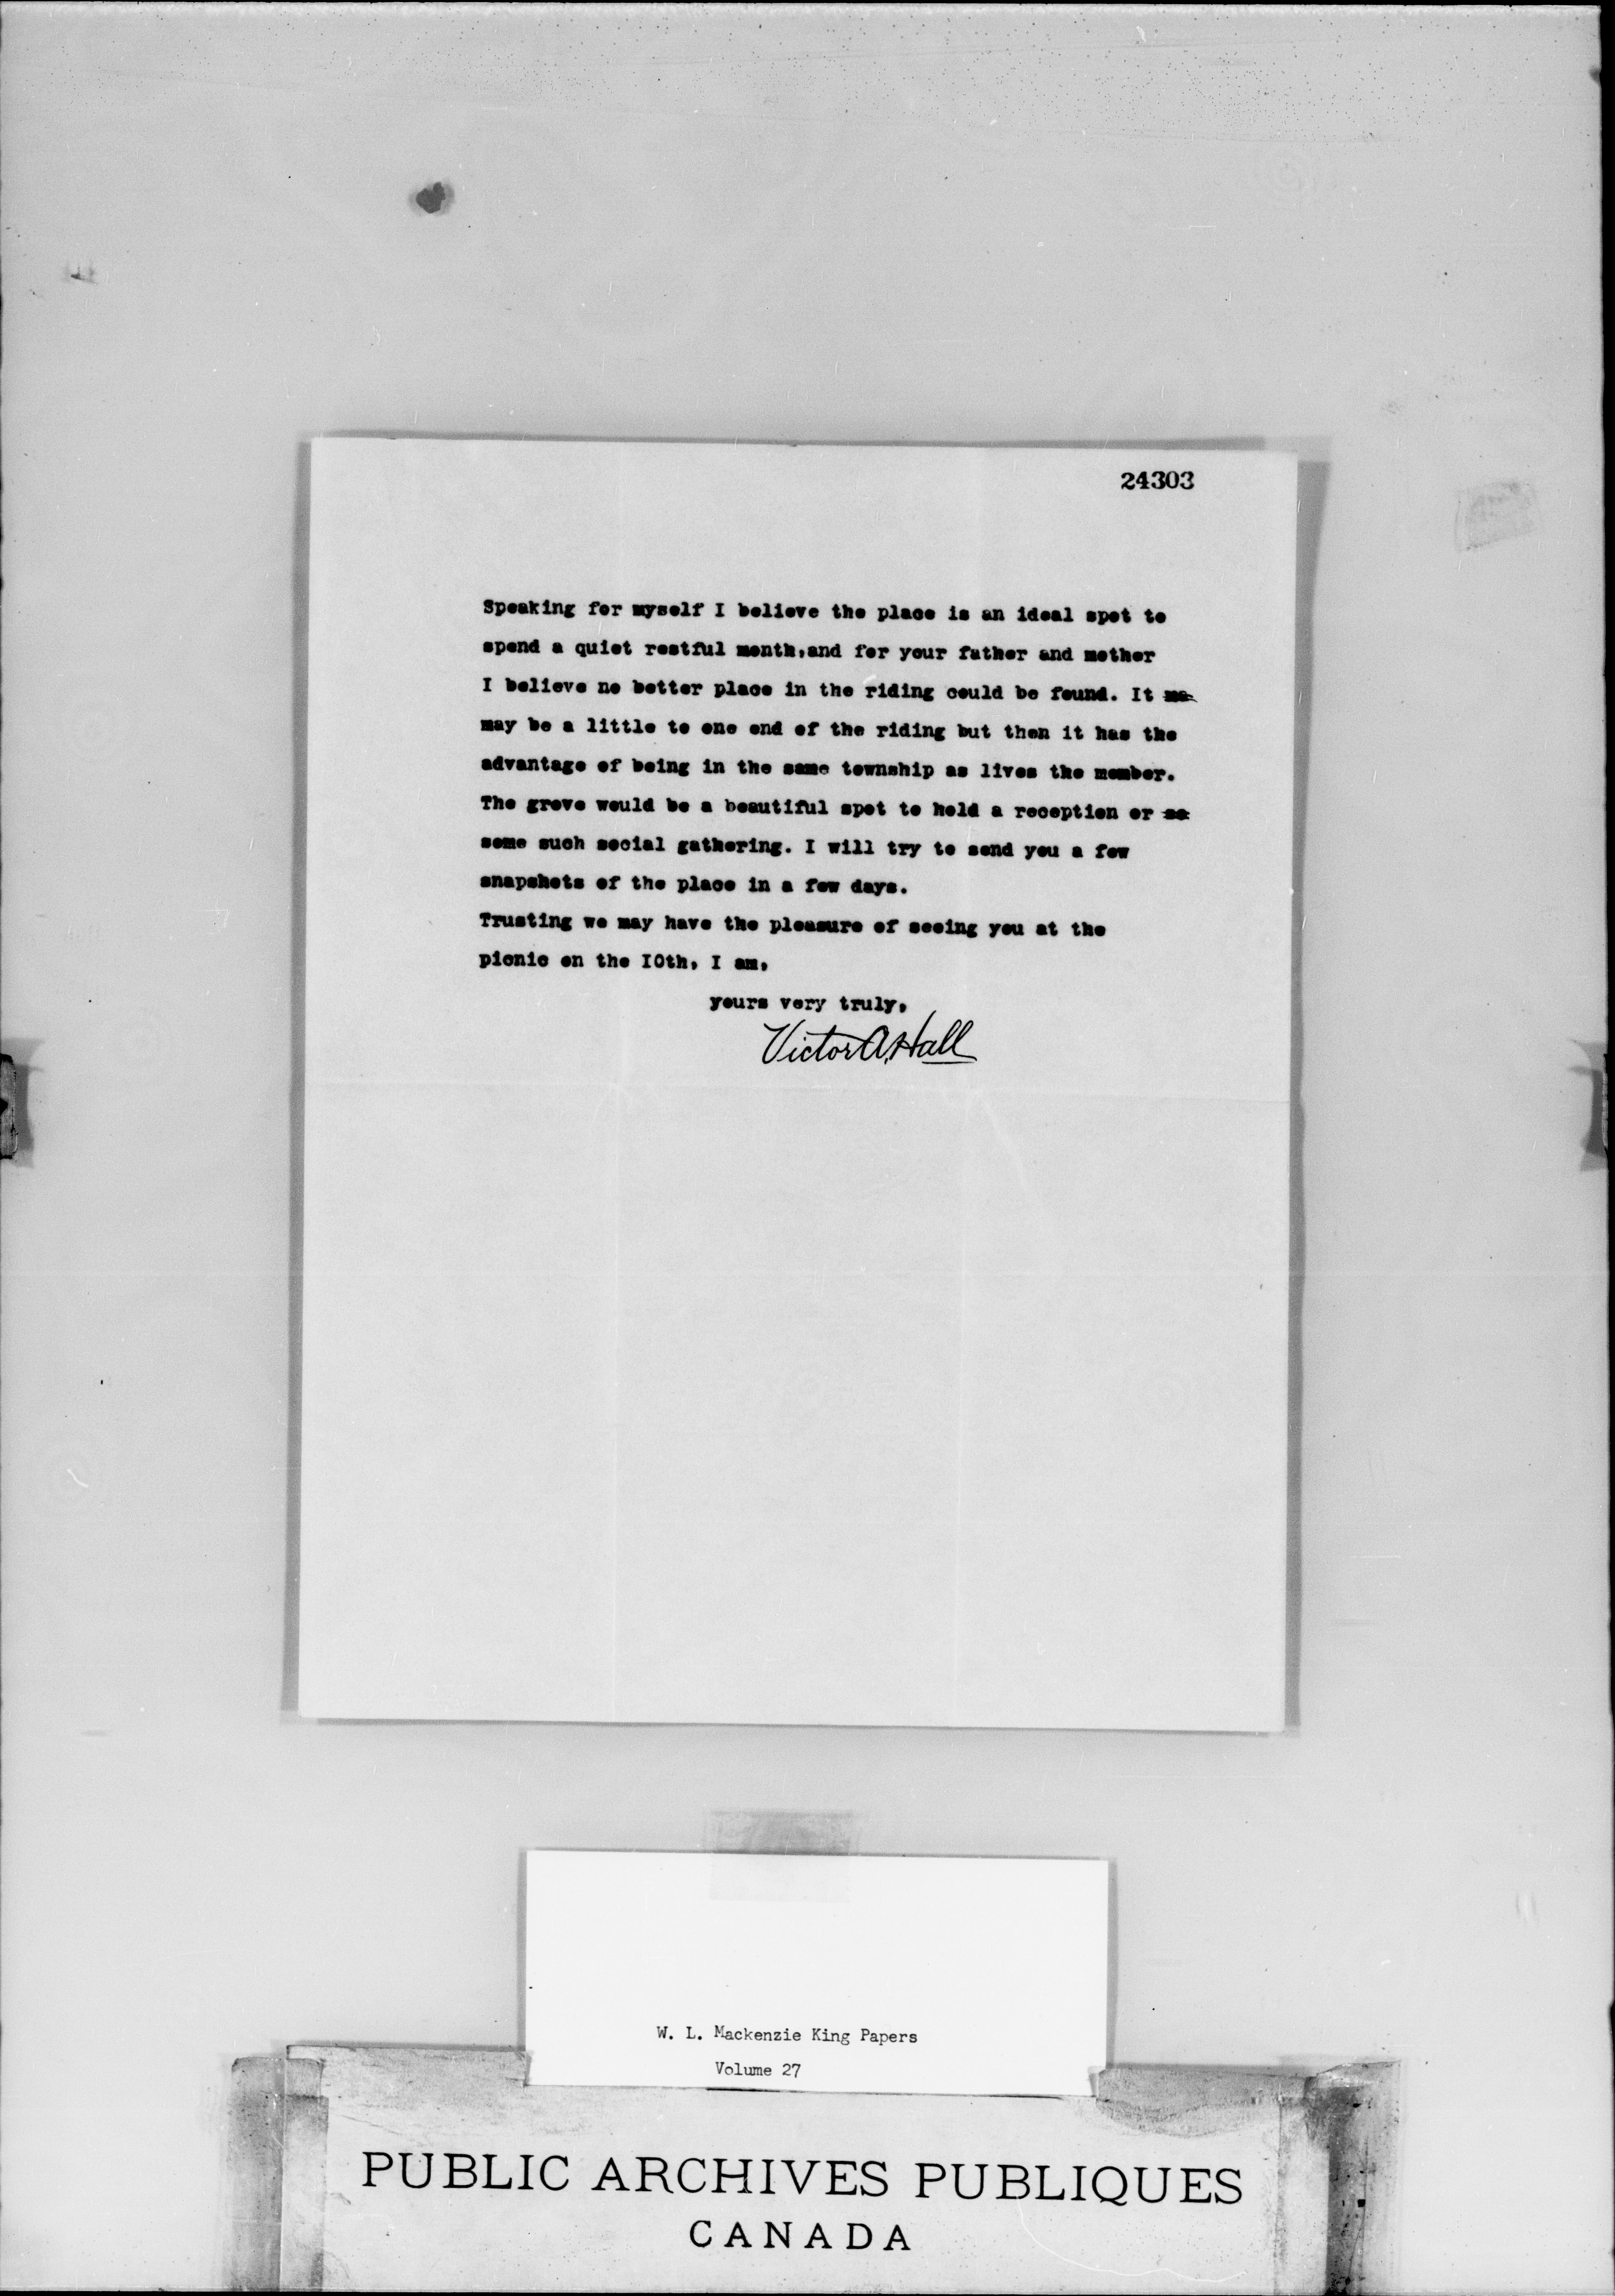 24303
Speaking for myself I believe the place is an ideal spot to
spend a quiet restful month,and for your father and mother
I believe no better place in the riding could be found. It ma
may be a little to one end of the riding but then it has the
advantage of being in the same township as lives the member.
The grove would be a beautiful spot to hold a reception or so
some such social gathering. I will try to send you a few
snapshots of the place in a few days.
Trusting we may have the pleasure of seeing you at the
picnic on the IOth, I am,
yours very truly,
Victor A. Hall
W. L. Mackenzie King Papers
Volume 27
PUBLIC ARCHIVES PUBLIQUES
CANADA